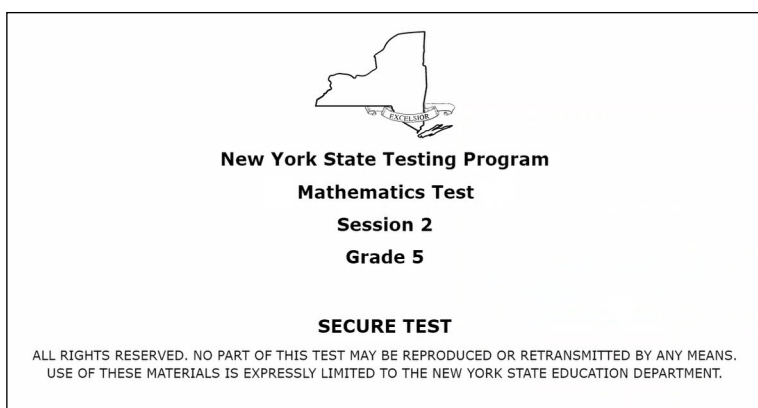 EXCELSIOR
New York State Testing Program
Mathematics Test
Session 2
Grade 5
SECURE TEST
ALL RIGHTS RESERVED. NO PART OF THIS TEST MAY BE REPRODUCED OR RETRANSMITTED BY ANY MEANS.
USE OF THESE MATERIALS IS EXPRESSLY LIMITED TO THE NEW YORK STATE EDUCATION DEPARTMENT.